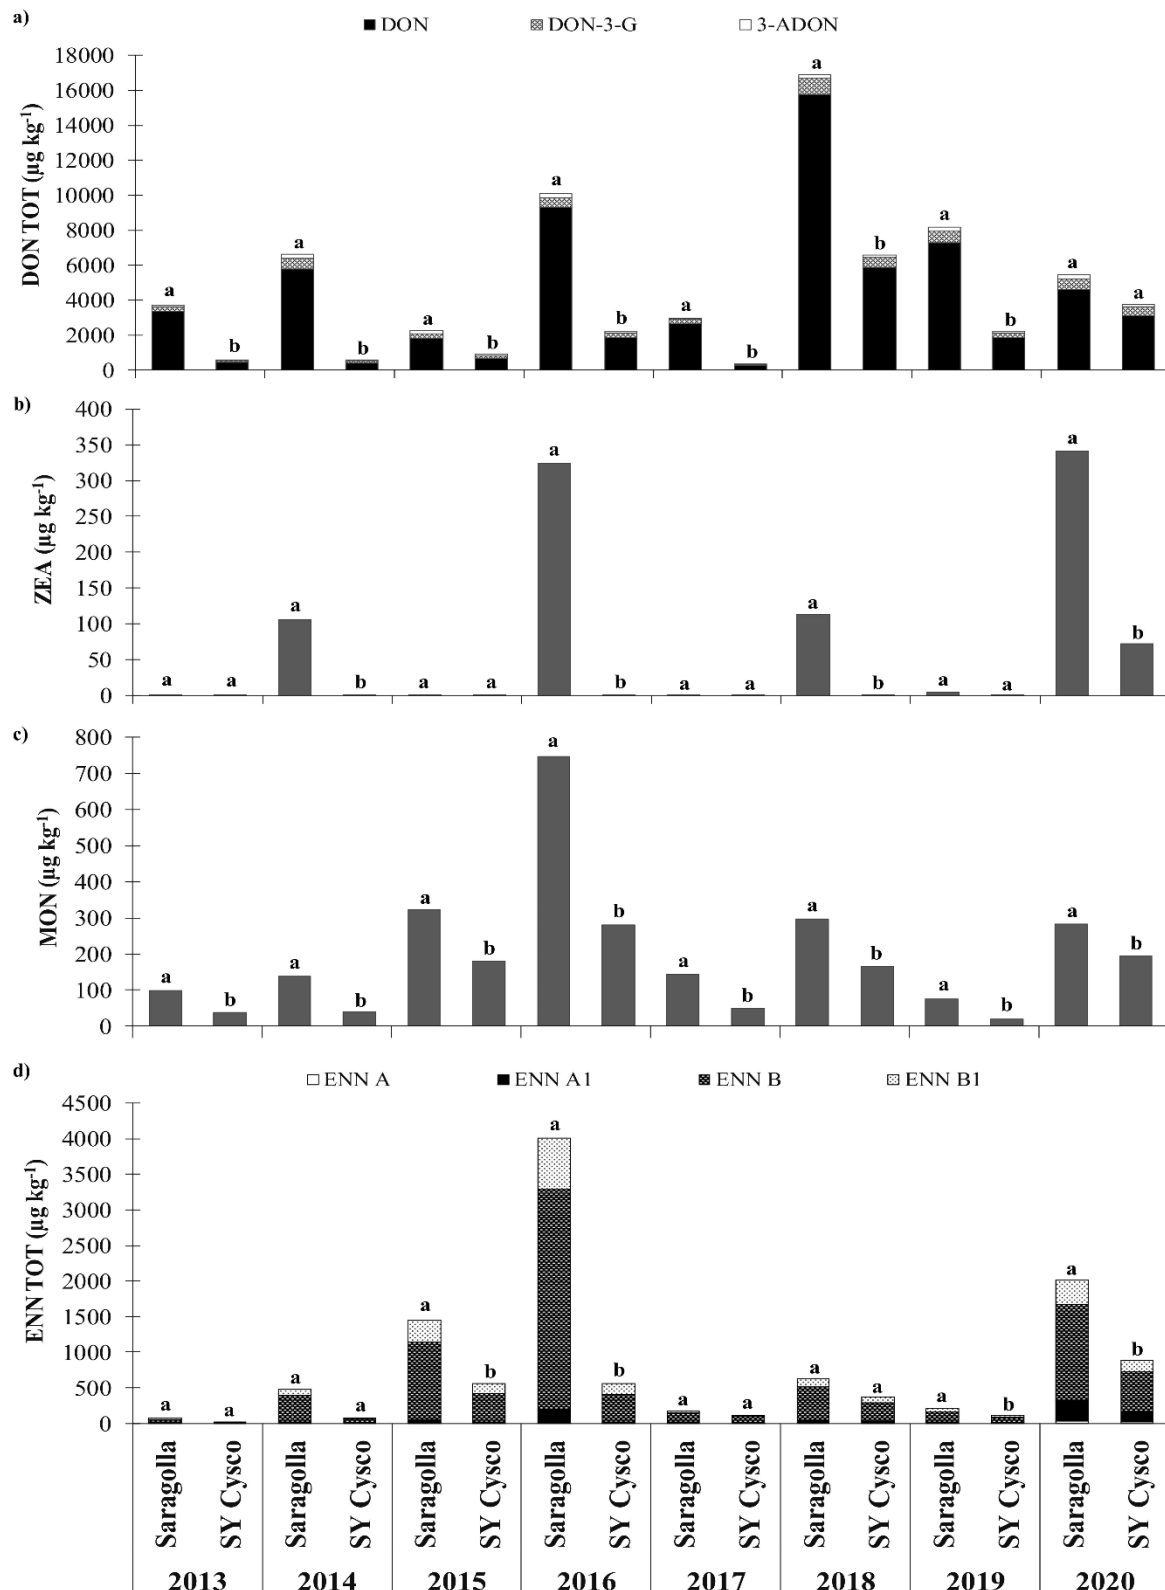 a)
DON DON-3-G 3-ADON
DON TOT (µg kg-1)
18000
16000
14000
12000
10000
8000
6000
4000
2000
0
a b a b a b a b a b a b a b a a
b)
ZEA (µg kg-1)
400
350
300
250
200
150
100
50
0
a a a b a a a b a a a b a a a b
c)
MON (µg kg-1)
800
700
600
500
400
300
200
100
0
a b a b a b a b a b a b a b a b
d)
ENN A ENN A1 ENN B ENN B1
ENN TOT (µg kg-1)
4500
4000
3500
3000
2500
2000
1500
1000
500
0
a a a a a b a b a a a a a b a b
Saragolla SY Cysco Saragolla SY Cysco Saragolla SY Cysco Saragolla SY Cysco Saragolla SY Cysco Saragolla SY Cysco Saragolla SY Cysco Saragolla SY Cysco
2013 2014 2015 2016 2017 2018 2019 2020